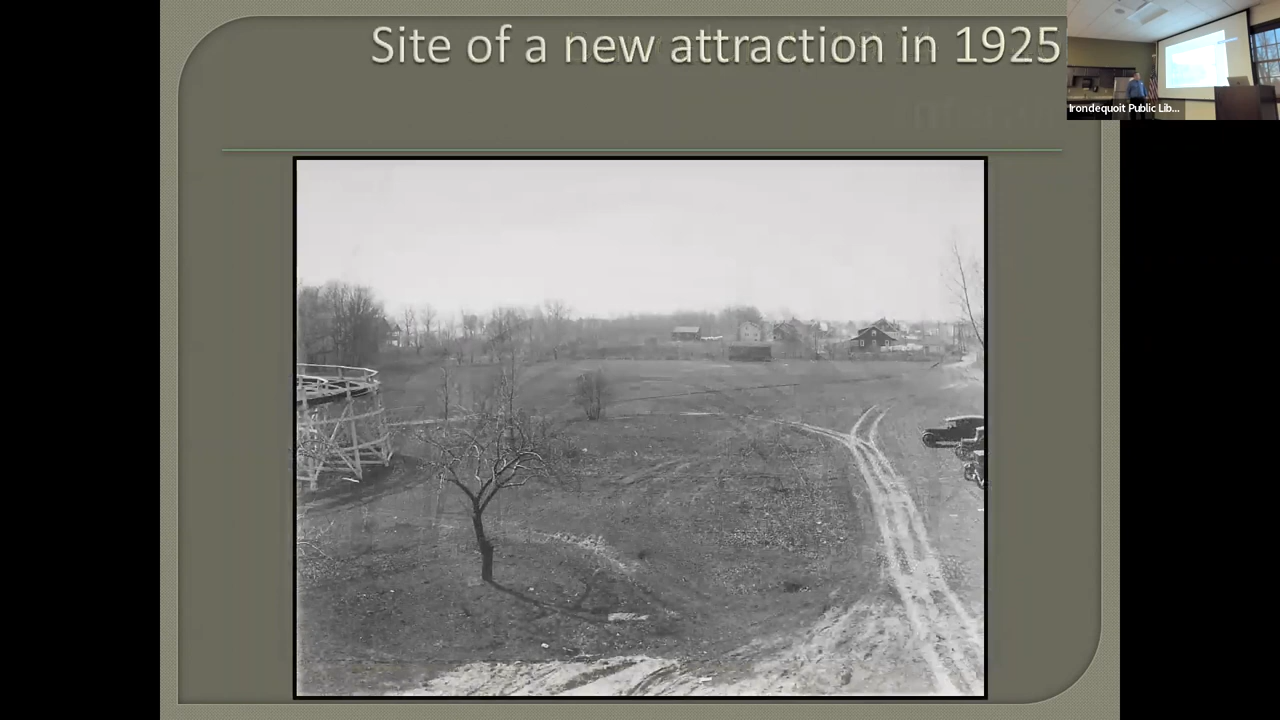 Site of a new attraction in 1925
Irondequoit Public Lib...